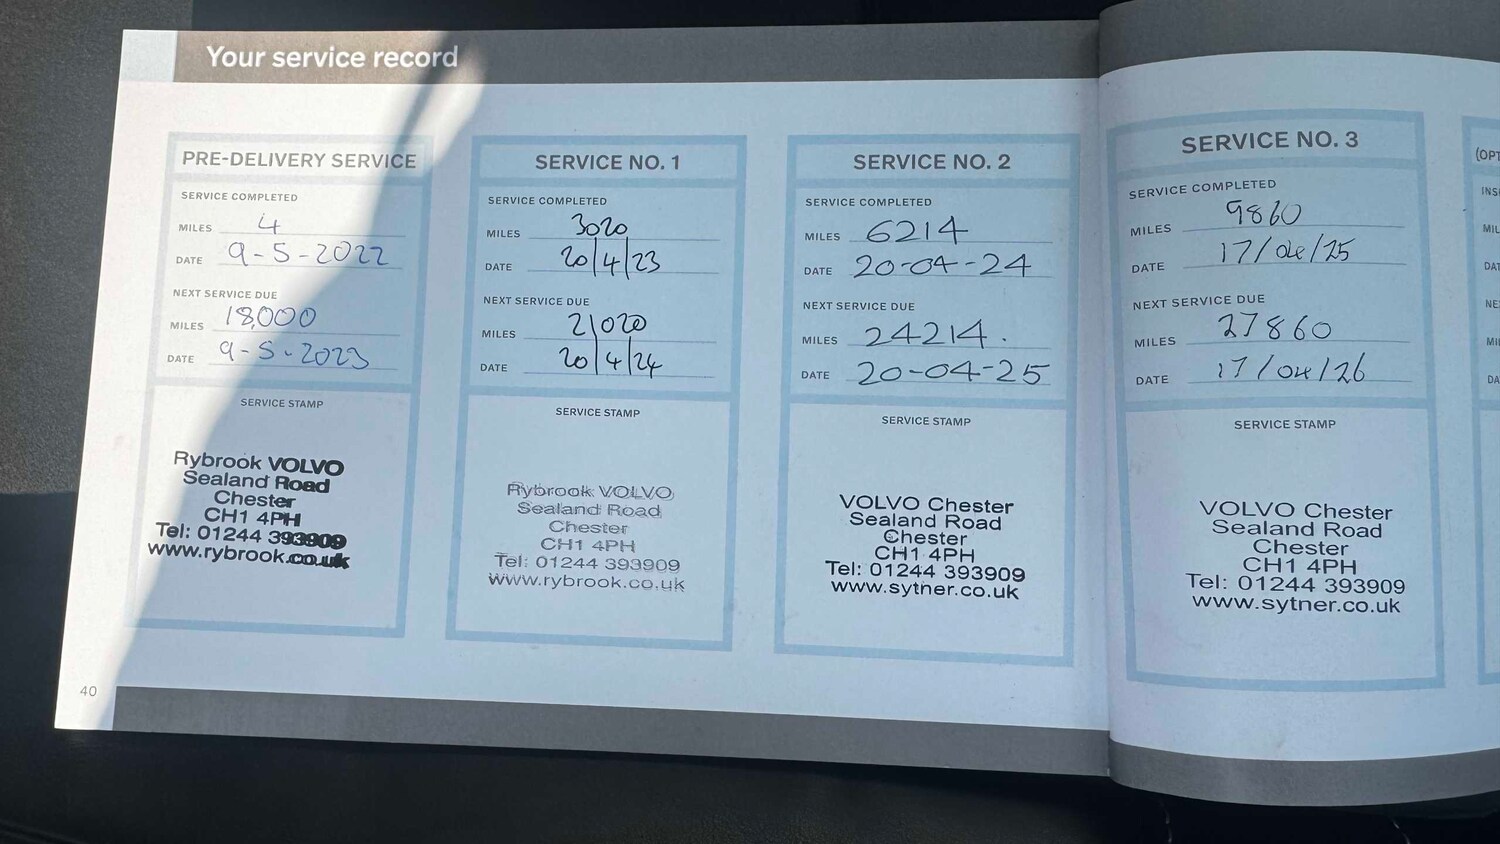 Your service record
PRE-DELIVERY SERVICE
SERVICE COMPLETED
MILES 4
DATE 9-5-2022
NEXT SERVICE DUE
MILES 18,000
DATE 9-5-2023
SERVICE STAMP
Rybrook VOLVO
Sealand Road
Chester
CH1 4PH
Tel: 01244 393909
www.rybrook.co.uk
SERVICE NO. 1
SERVICE COMPLETED
MILES 3020
DATE 20/4/23
NEXT SERVICE DUE
MILES 21020
DATE 20/4/24
SERVICE STAMP
Rybrook VOLVO
Sealand Road
Chester
CH1 4PH
Tel: 01244 393909
www.rybrook.co.uk
SERVICE NO. 2
SERVICE COMPLETED
MILES 6214
DATE 20-04-24
NEXT SERVICE DUE
MILES 24214.
DATE 20-04-25
SERVICE STAMP
VOLVO Chester
Sealand Road
Chester
CH1 4PH
Tel: 01244 393909
www.sytner.co.uk
SERVICE NO. 3
SERVICE COMPLETED
MILES 9860
DATE 17/04/25
NEXT SERVICE DUE
MILES 27860
DATE 17/04/26
SERVICE STAMP
VOLVO Chester
Sealand Road
Chester
CH1 4PH
Tel: 01244 393909
www.sytner.co.uk
40